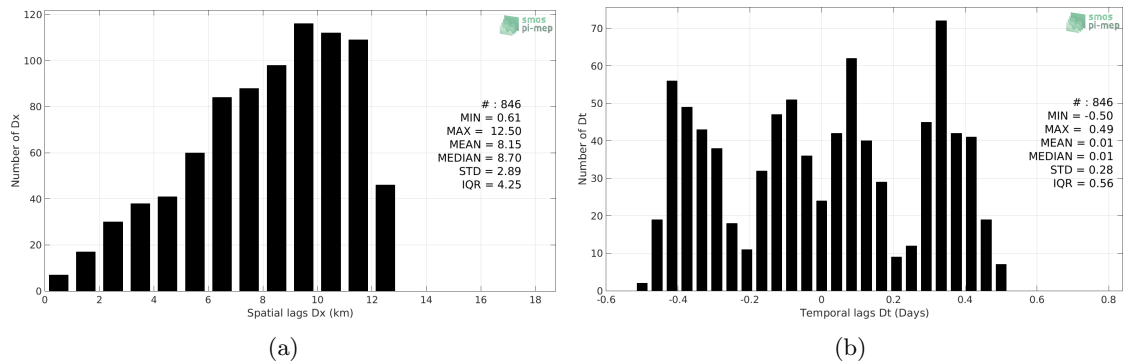 120
100
80
60
40
20
0
Number of Dx
0 2 4 6 8 10 12 14 16 18
Spatial lags Dx (km)
smos
pi-mep
# : 846
MIN = 0.61
MAX = 12.50
MEAN = 8.15
MEDIAN = 8.70
STD = 2.89
IQR = 4.25
(a)
70
60
50
40
30
20
10
0
Number of Dt
-0.6 -0.4 -0.2 0 0.2 0.4 0.6 0.8
Temporal lags Dt (Days)
smos
pi-mep
# : 846
MIN = -0.50
MAX = 0.49
MEAN = 0.01
MEDIAN = 0.01
STD = 0.28
IQR = 0.56
(b)